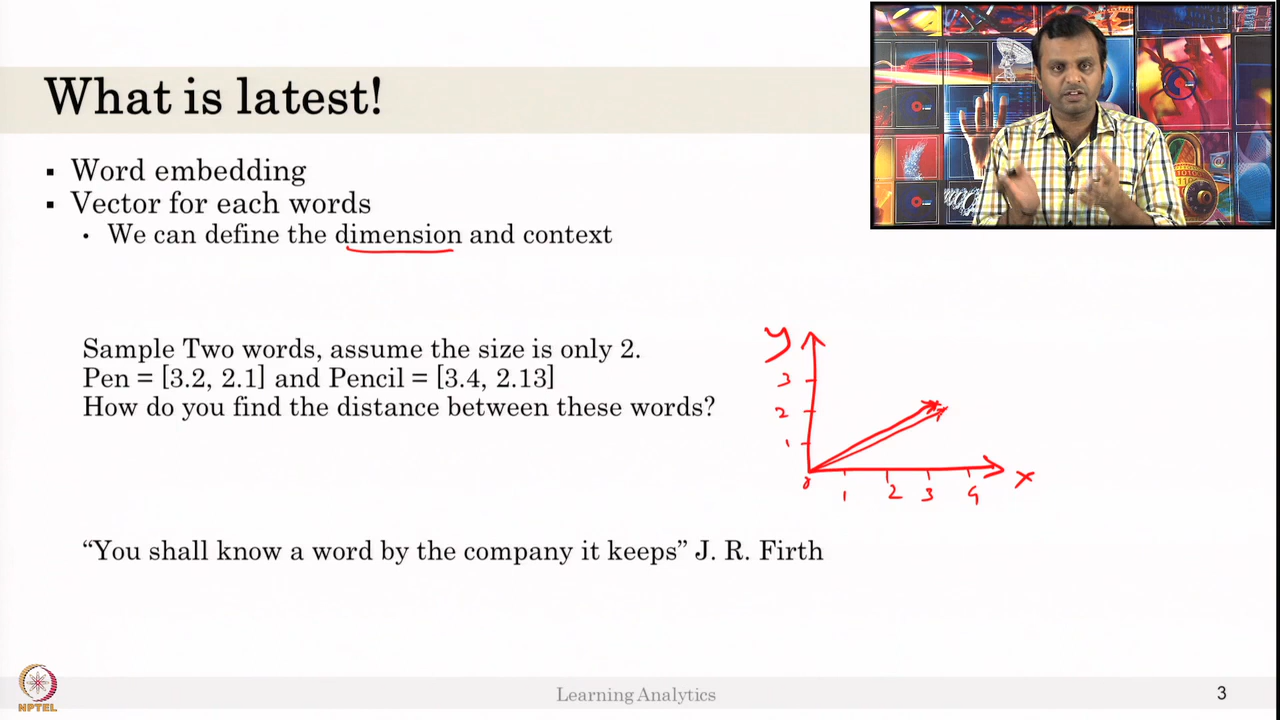 What is latest!
▪ Word embedding
▪ Vector for each words
• We can define the dimension and context
Sample Two words, assume the size is only 2.
Pen = [3.2, 2.1] and Pencil = [3.4, 2.13]
How do you find the distance between these words?
y
3
2
1
0
1 2 3 4
x
“You shall know a word by the company it keeps” J. R. Firth
NPTEL
Learning Analytics
3